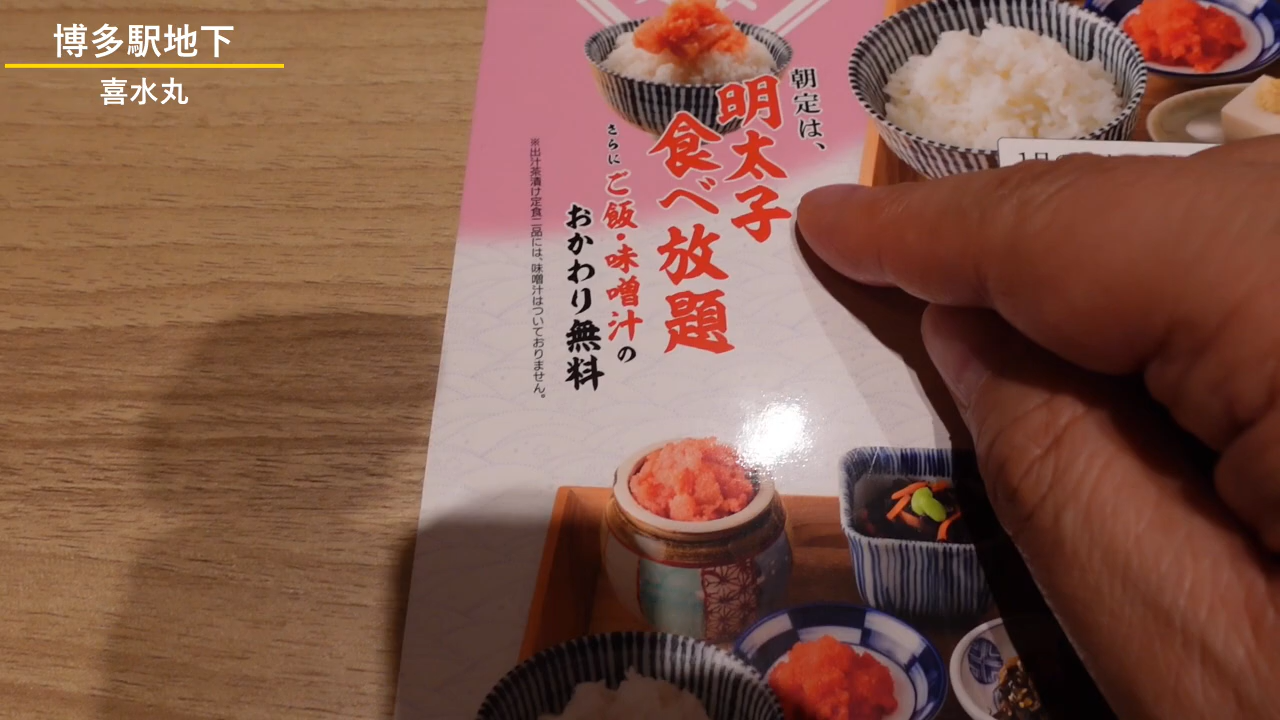 博多駅地下
喜水丸
朝定は、
明太子
食べ放題
さらにご飯・味噌汁の
おかわり無料
※出汁茶漬け定食二品には、味噌汁はついておりません。